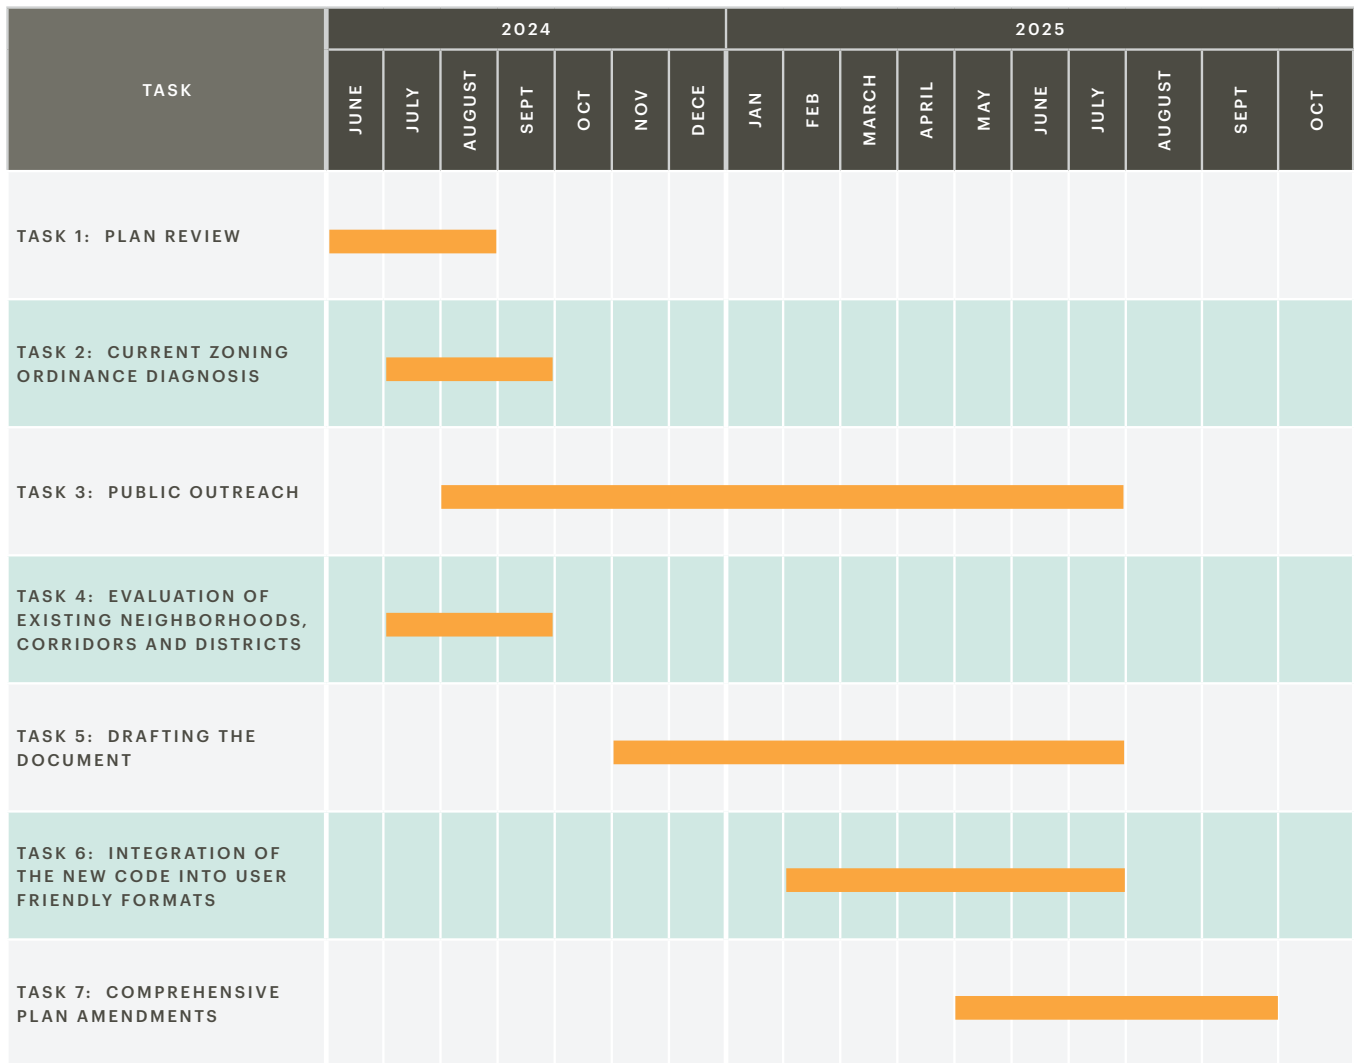 TASK
2024
2025
JUNE
JULY
AUGUST
SEPT
OCT
NOV
DECE
JAN
FEB
MARCH
APRIL
MAY
JUNE
JULY
AUGUST
SEPT
OCT
TASK 1: PLAN REVIEW
TASK 2: CURRENT ZONING
ORDINANCE DIAGNOSIS
TASK 3: PUBLIC OUTREACH
TASK 4: EVALUATION OF
EXISTING NEIGHBORHOODS,
CORRIDORS AND DISTRICTS
TASK 5: DRAFTING THE
DOCUMENT
TASK 6: INTEGRATION OF
THE NEW CODE INTO USER
FRIENDLY FORMATS
TASK 7: COMPREHENSIVE
PLAN AMENDMENTS